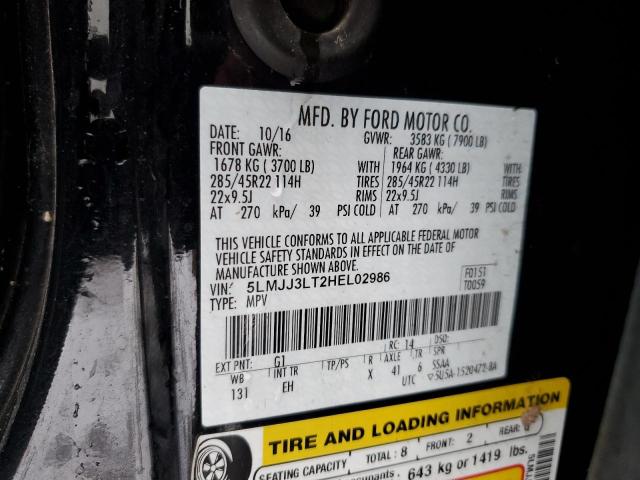 MFD. BY FORD MOTOR CO.
DATE: 10/16 GVWR: 3583 KG ( 7900 LB)
FRONT GAWR: REAR GAWR:
1678 KG ( 3700 LB) WITH 1964 KG ( 4330 LB) WITH
285/45R22 114H TIRES 285/45R22 114H TIRES
22x9.5J RIMS 22x9.5J RIMS
AT 270 kPa/ 39 PSI COLD AT 270 kPa/ 39 PSI COLD
THIS VEHICLE CONFORMS TO ALL APPLICABLE FEDERAL MOTOR
VEHICLE SAFETY STANDARDS IN EFFECT ON THE DATE OF
MANUFACTURE SHOWN ABOVE.
VIN: 5LMJJ3LT2HEL02986 F0151
TYPE: MPV T0059
EXT PNT: G1 RC: 14 DSO:
WB INT TR TP/PS R AXLE TR SPR
131 EH X 41 6 SSAA
UTC
TIRE AND LOADING INFORMATION
SEATING CAPACITY TOTAL: 8 FRONT: 2 REAR:
643 kg or 1419 lbs.